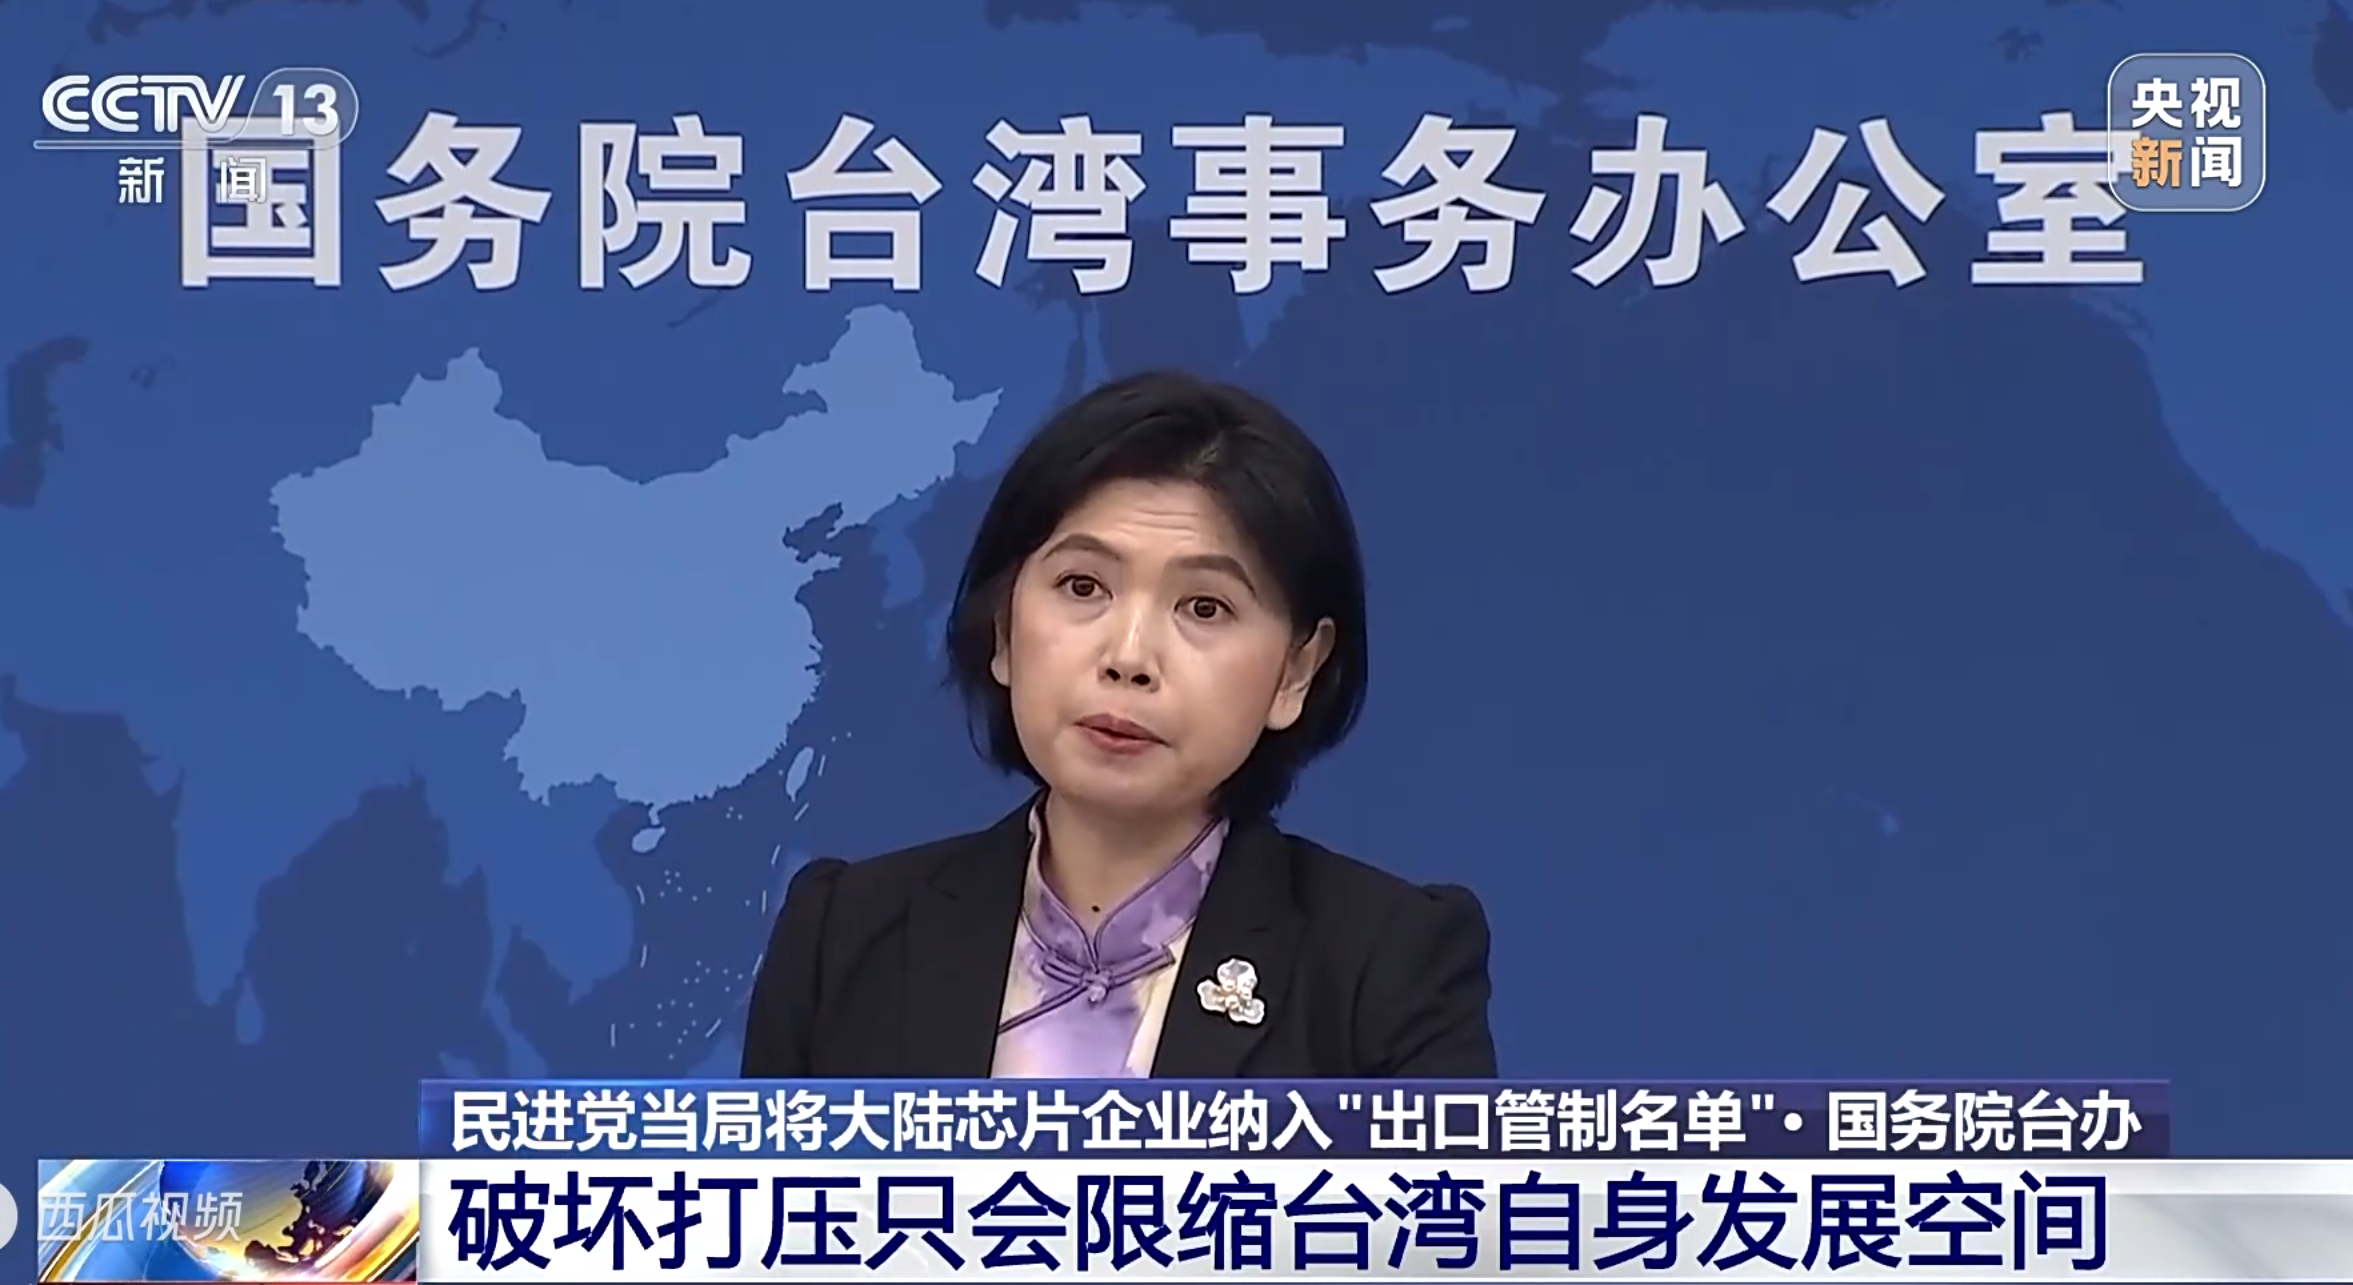 CCTV 13
新闻
央视
新闻
国务院台湾事务办公室
民进党当局将大陆芯片企业纳入"出口管制名单"·国务院台办
破坏打压只会限缩台湾自身发展空间
西瓜视频